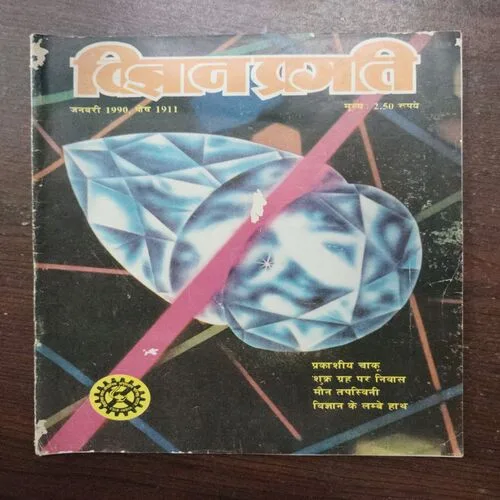 विज्ञान प्रगति
जनवरी 1990, पौष 1911
मूल्य: 2.50 रुपये
प्रकाशीय चाकू
शुक्र ग्रह पर निवास
मौन तपस्विनी
विज्ञान के लम्बे हाथ